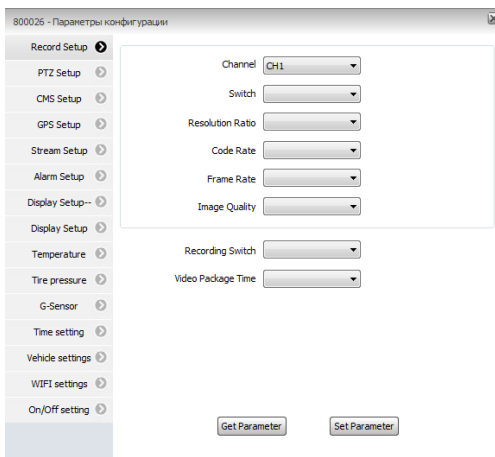 800026 - Параметры конфигурации
Record Setup
PTZ Setup
CMS Setup
GPS Setup
Stream Setup
Alarm Setup
Display Setup--
Display Setup
Temperature
Tire pressure
G-Sensor
Time setting
Vehicle settings
WIFI settings
On/Off setting
Channel CH1
Switch
Resolution Ratio
Code Rate
Frame Rate
Image Quality
Recording Switch
Video Package Time
Get Parameter Set Parameter